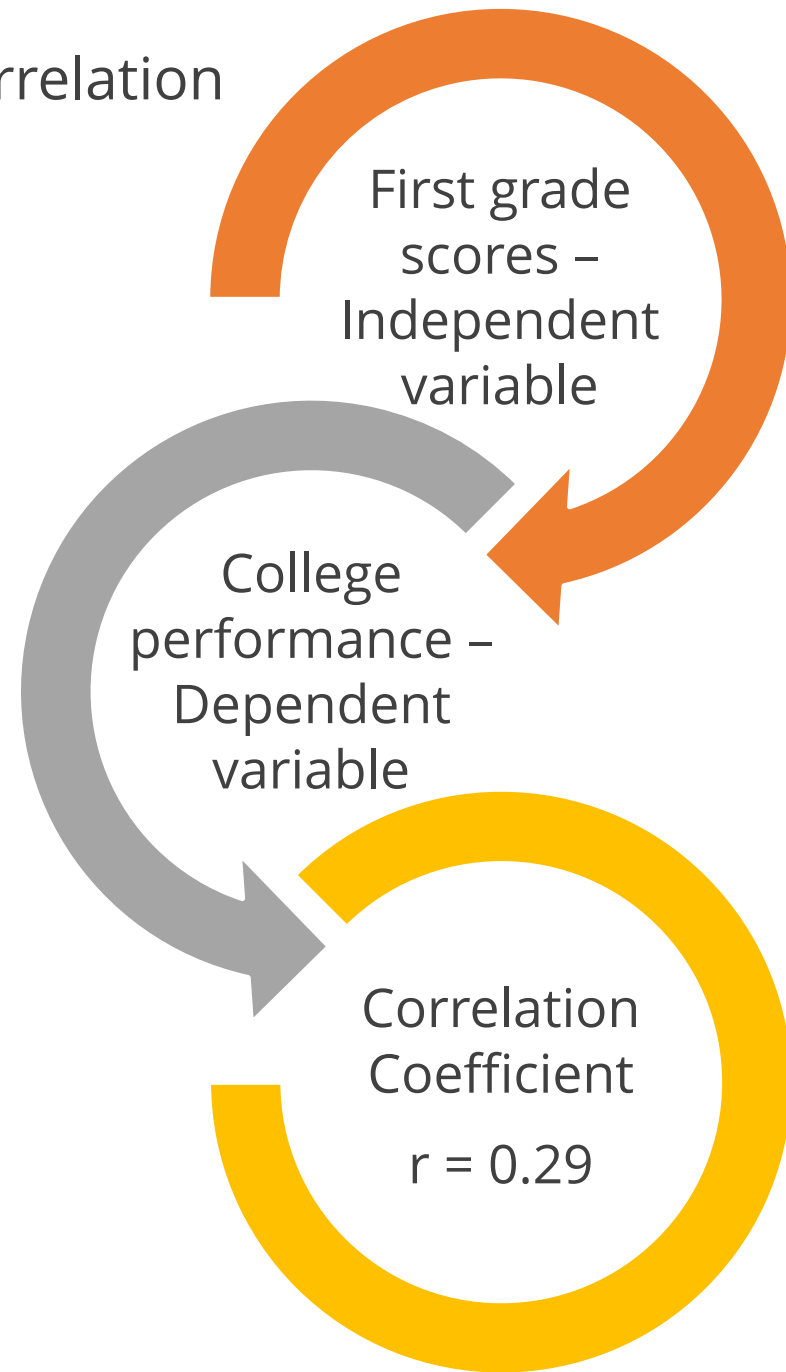 rrelation
First grade
scores –
Independent
variable
College
performance –
Dependent
variable
Correlation
Coefficient
r = 0.29